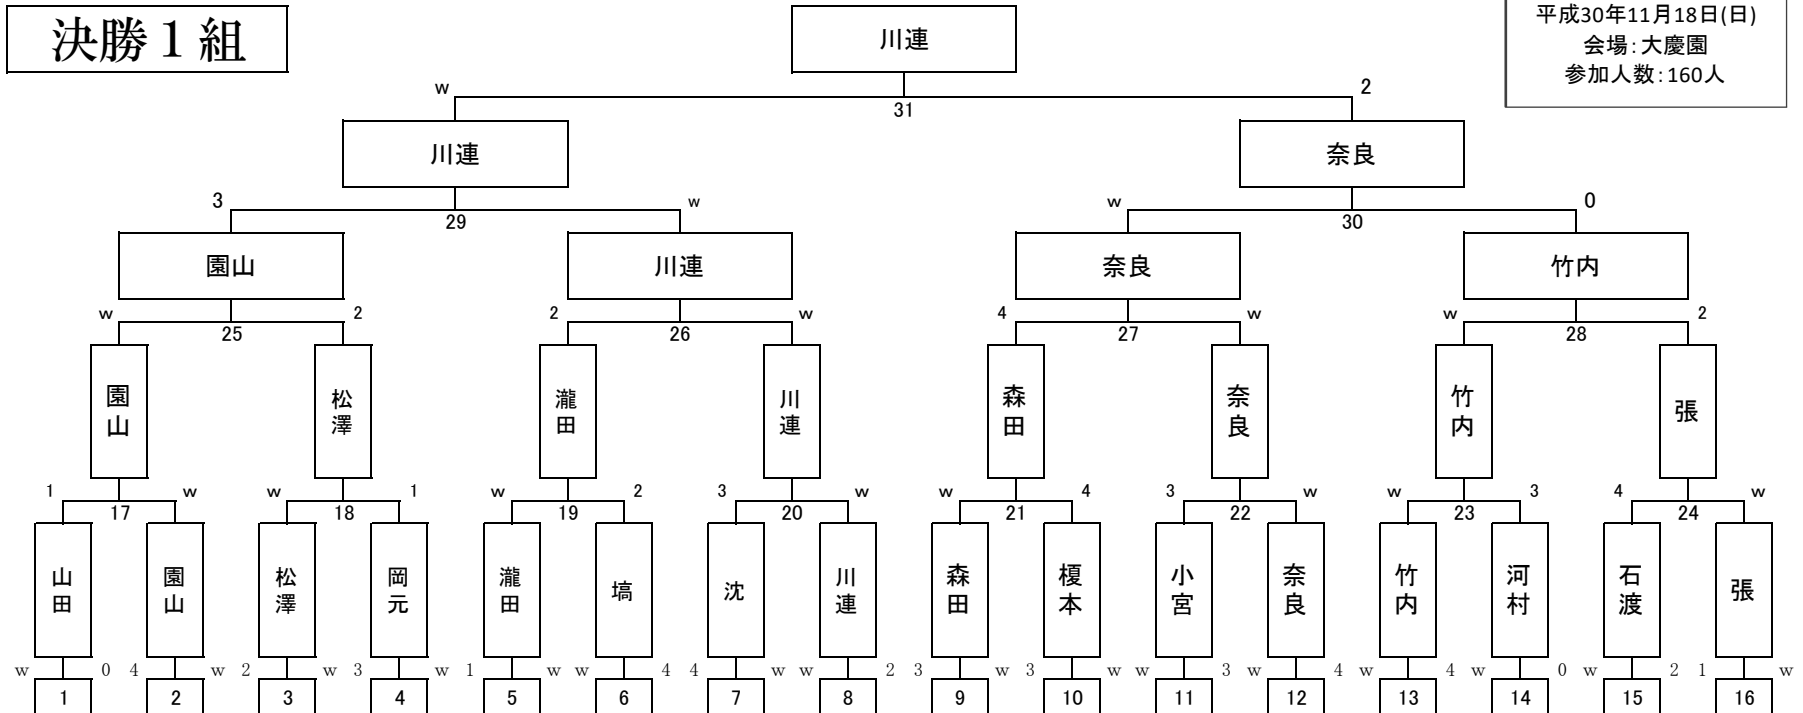 決勝１組
川連
平成30年11月18日(日)
会場：大慶園
参加人数：160人
w 2
31
川連 奈良
3 w w 0
29 30
園山 川連 奈良 竹内
w 2 2 w 4 w w 2
25 26 27 28
園山 松澤 瀧田 川連 森田 奈良 竹内 張
1 w w 1 w 2 3 w w 4 3 w w 3 4 w
17 18 19 20 21 22 23 24
山田 園山 松澤 岡元 瀧田 塙 沈 川連 森田 榎本 小宮 奈良 竹内 河村 石渡 張
w 0 4 w 2 w 3 w 1 w w 4 4 w w 2 3 w 3 w w 3 w 4 w 4 w 0 w 2 1 w
1 2 3 4 5 6 7 8 9 10 11 12 13 14 15 16